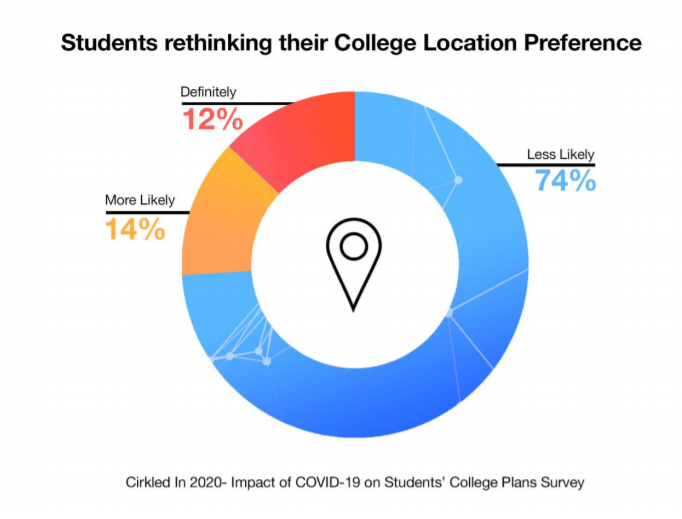 Students rethinking their College Location Preference
Definitely
12%
Less Likely
74%
More Likely
14%
Cirkled In 2020- Impact of COVID-19 on Students' College Plans Survey